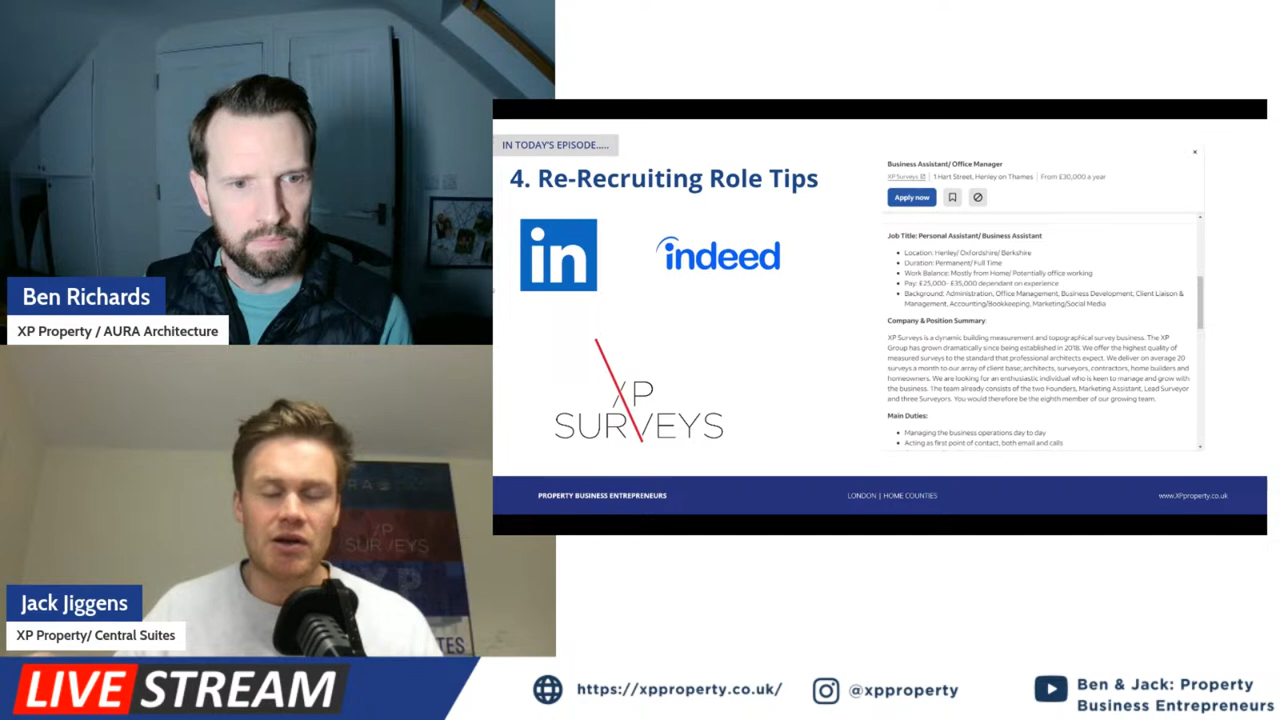 Ben Richards
XP Property / AURA Architecture
SURVEYS
Jack Jiggens
XP Property/ Central Suites
LIVE STREAM
IN TODAY'S EPISODE.....
4. Re-Recruiting Role Tips
in
indeed
XP
SURVEYS
Business Assistant/ Office Manager
XP Surveys | 1 Hart Street, Henley on Thames | From £30,000 a year
Apply now
Job Title: Personal Assistant/ Business Assistant
• Location: Henley/ Oxfordshire/ Berkshire
• Duration: Permanent/ Full Time
• Work Balance: Mostly from Home/ Potentially office working
• Pay: £25,000- £35,000 dependant on experience
• Background: Administration, Office Management, Business Development, Client Liaison &
Management, Accounting/Bookkeeping, Marketing/Social Media
Company & Position Summary:
XP Surveys is a dynamic building measurement and topographical survey business. The XP
Group has grown dramatically since being established in 2018. We offer the highest quality of
measured surveys to the standard that professional architects expect. We deliver on average 20
surveys a month to our array of client base; architects, surveyors, contractors, home builders and
homeowners. We are looking for an enthusiastic individual who is keen to manage and grow with
the business. The team already consists of the two Founders, Marketing Assistant, Lead Surveyor
and three Surveyors. You would therefore be the eighth member of our growing team.
Main Duties:
• Managing the business operations day to day
• Acting as first point of contact, both email and calls
PROPERTY BUSINESS ENTREPRENEURS
LONDON | HOME COUNTIES
www.XPproperty.co.uk
https://xpproperty.co.uk/
@xpproperty
Ben & Jack: Property
Business Entrepreneurs